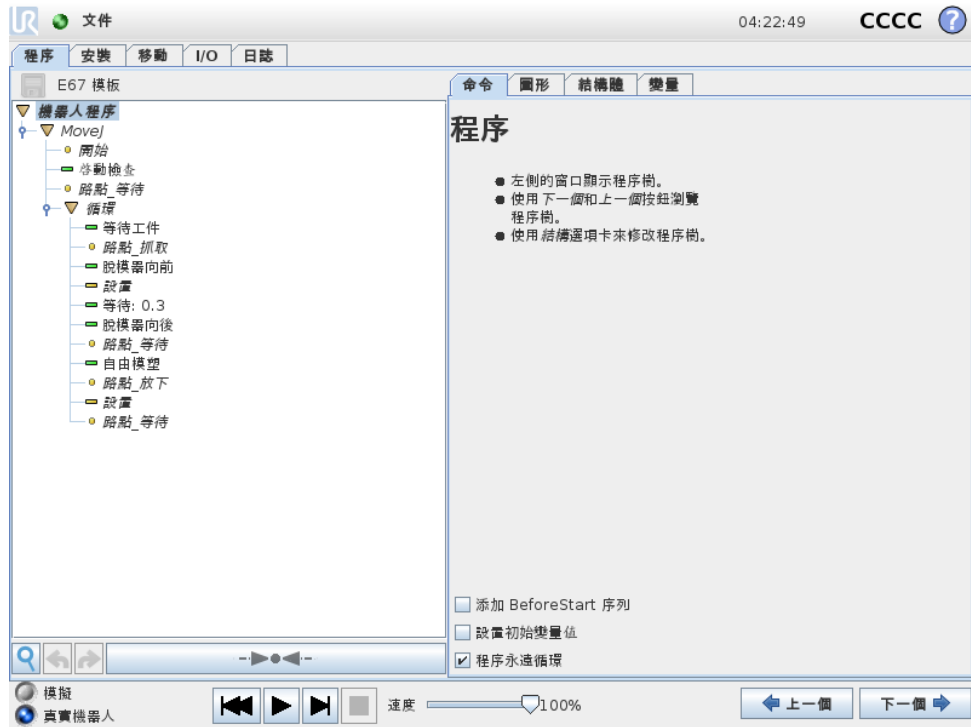 UR
文件
04:22:49
CCCC
?
程序
安裝
移動
I/O
日誌
E67 模板
命令
圖形
結構體
變量
機器人程序
MoveJ
開始
啓動檢查
路點_等待
循環
等待工件
路點_抓取
脫模器向前
設置
等待: 0.3
脫模器向後
路點_等待
自由模塑
路點_放下
設置
路點_等待
程序
左側的窗口顯示程序樹。
使用下一個和上一個按鈕瀏覽
程序樹。
使用結構選項卡來修改程序樹。
添加 BeforeStart 序列
設置初始變量值
程序永遠循環
模擬
真實機器人
速度
100%
上一個
下一個